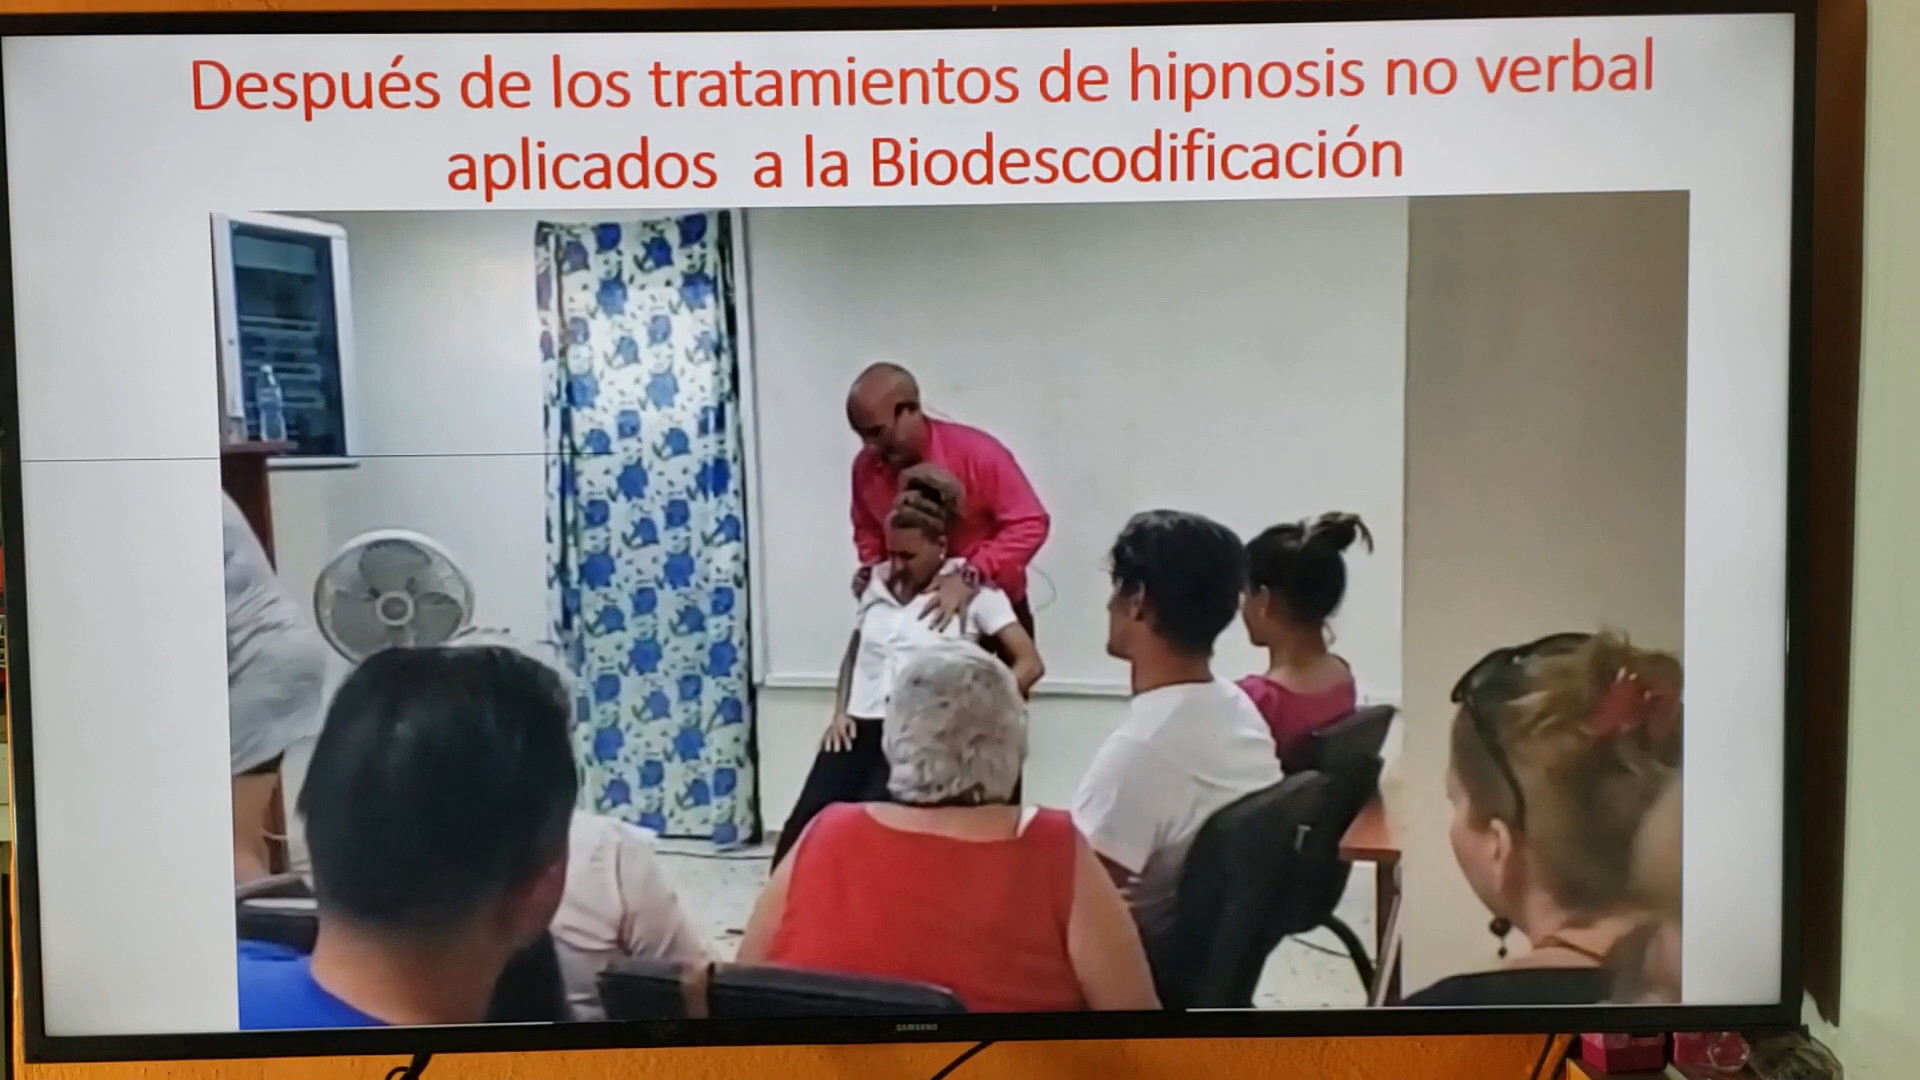 Después de los tratamientos de hipnosis no verbal
aplicados a la Biodescodificación
SAMSUNG